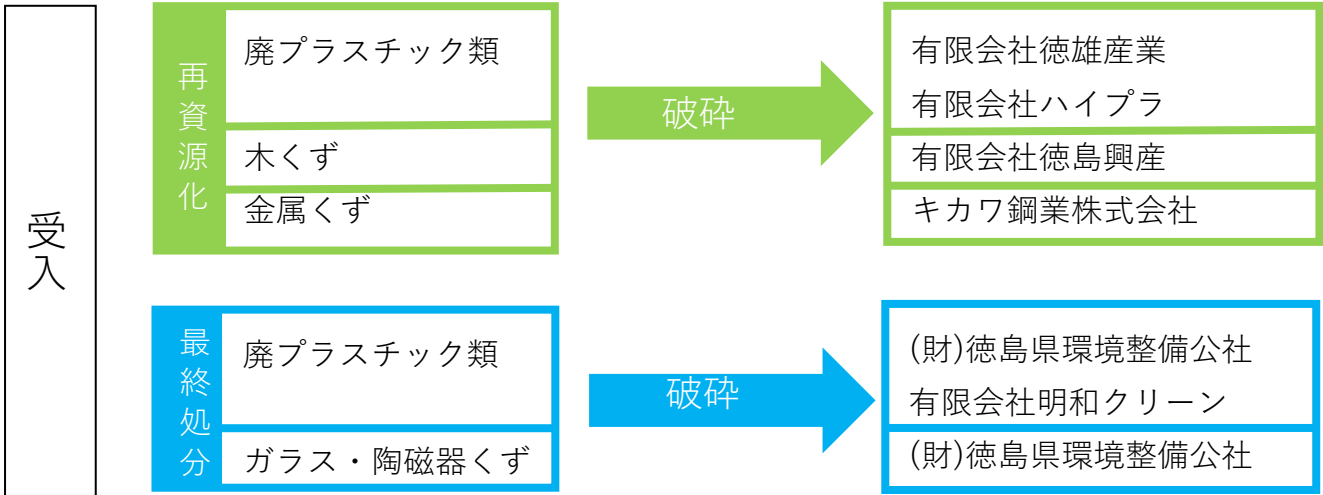 受入
再資源化
廃プラスチック類
木くず
金属くず
破砕
有限会社徳雄産業
有限会社ハイプラ
有限会社徳島興産
キカワ鋼業株式会社
最終処分
廃プラスチック類
ガラス・陶磁器くず
破砕
(財)徳島県環境整備公社
有限会社明和クリーン
(財)徳島県環境整備公社